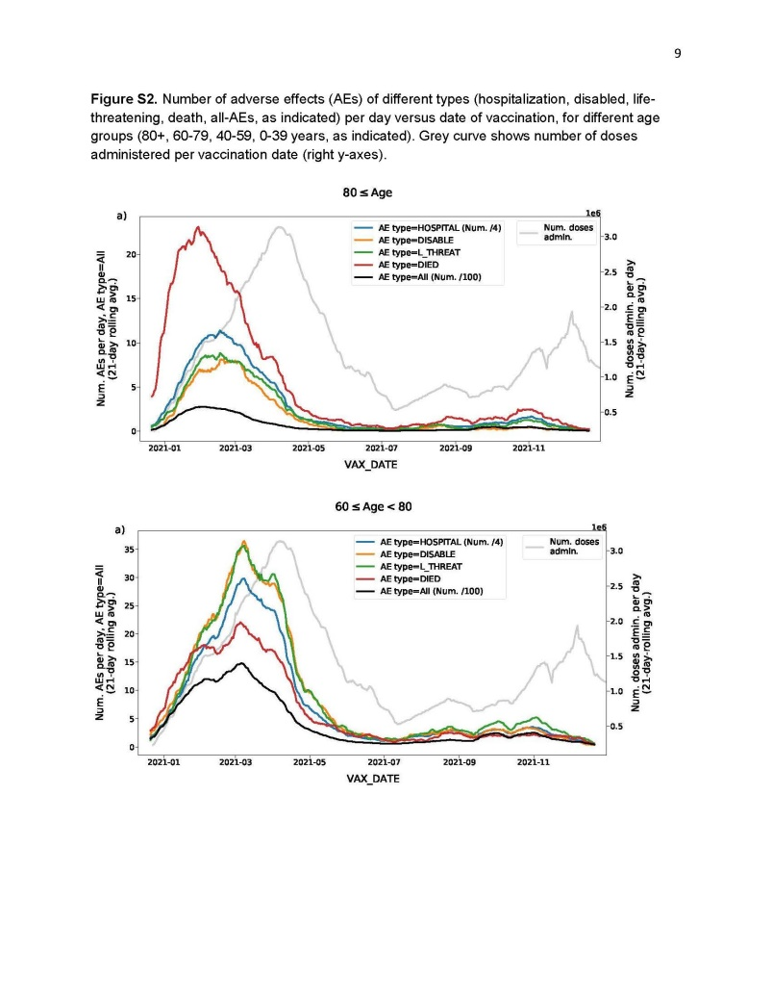 9
Figure S2. Number of adverse effects (AEs) of different types (hospitalization, disabled, life-
threatening, death, all-AEs, as indicated) per day versus date of vaccination, for different age
groups (80+, 60-79, 40-59, 0-39 years, as indicated). Grey curve shows number of doses
administered per vaccination date (right y-axes).
80 ≤ Age
a)
1e6
AE type=HOSPITAL (Num. /4)
AE type=DISABLE
AE type=L_THREAT
AE type=DIED
AE type=All (Num. /100)
Num. doses
admin.
Num. AEs per day, AE type=All
(21-day rolling avg.)
20
15
10
5
0
3.0
2.5
2.0
1.5
1.0
0.5
Num. doses admin. per day
(21-day-rolling avg.)
2021-01 2021-03 2021-05 2021-07 2021-09 2021-11
VAX_DATE
60 ≤ Age < 80
a)
1e6
AE type=HOSPITAL (Num. /4)
AE type=DISABLE
AE type=L_THREAT
AE type=DIED
AE type=All (Num. /100)
Num. doses
admin.
Num. AEs per day, AE type=All
(21-day rolling avg.)
35
30
25
20
15
10
5
0
3.0
2.5
2.0
1.5
1.0
0.5
Num. doses admin. per day
(21-day-rolling avg.)
2021-01 2021-03 2021-05 2021-07 2021-09 2021-11
VAX_DATE